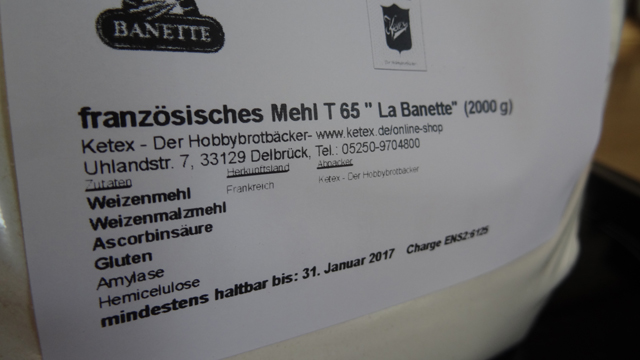 BANETTE
französisches Mehl T 65 " La Banette" (2000 g)
Ketex - Der Hobbybrotbäcker- www.ketex.de/online-shop
Uhlandstr. 7, 33129 Delbrück, Tel.: 05250-9704800
Zutaten Herkunftsland Abpacker
Weizenmehl Frankreich Ketex - Der Hobbybrotbäcker
Weizenmalzmehl
Ascorbinsäure
Gluten
Amylase
Hemicelulose
mindestens haltbar bis: 31. Januar 2017 Charge ENS2:6125